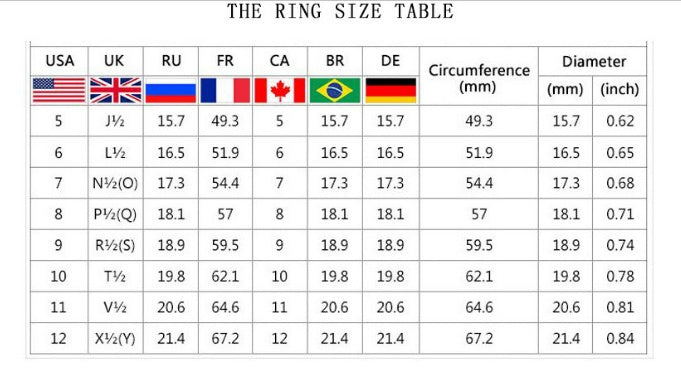 THE RING SIZE TABLE
USA UK RU FR CA BR DE Circumference (mm) Diameter
(mm) (inch)
5 J½ 15.7 49.3 5 15.7 15.7 49.3 15.7 0.62
6 L½ 16.5 51.9 6 16.5 16.5 51.9 16.5 0.65
7 N½(O) 17.3 54.4 7 17.3 17.3 54.4 17.3 0.68
8 P½(Q) 18.1 57 8 18.1 18.1 57 18.1 0.71
9 R½(S) 18.9 59.5 9 18.9 18.9 59.5 18.9 0.74
10 T½ 19.8 62.1 10 19.8 19.8 62.1 19.8 0.78
11 V½ 20.6 64.6 11 20.6 20.6 64.6 20.6 0.81
12 X½(Y) 21.4 67.2 12 21.4 21.4 67.2 21.4 0.84